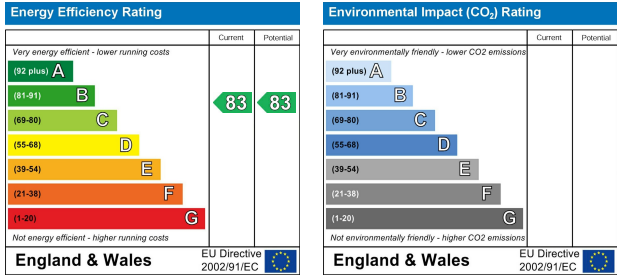 Energy Efficiency Rating
Current Potential
Very energy efficient - lower running costs
(92 plus) A
(81-91) B
83 83
(69-80) C
(55-68) D
(39-54) E
(21-38) F
(1-20) G
Not energy efficient - higher running costs
England & Wales
EU Directive
2002/91/EC
Environmental Impact (CO₂) Rating
Current Potential
Very environmentally friendly - lower CO2 emissions
(92 plus) A
(81-91) B
(69-80) C
(55-68) D
(39-54) E
(21-38) F
(1-20) G
Not environmentally friendly - higher CO2 emissions
England & Wales
EU Directive
2002/91/EC